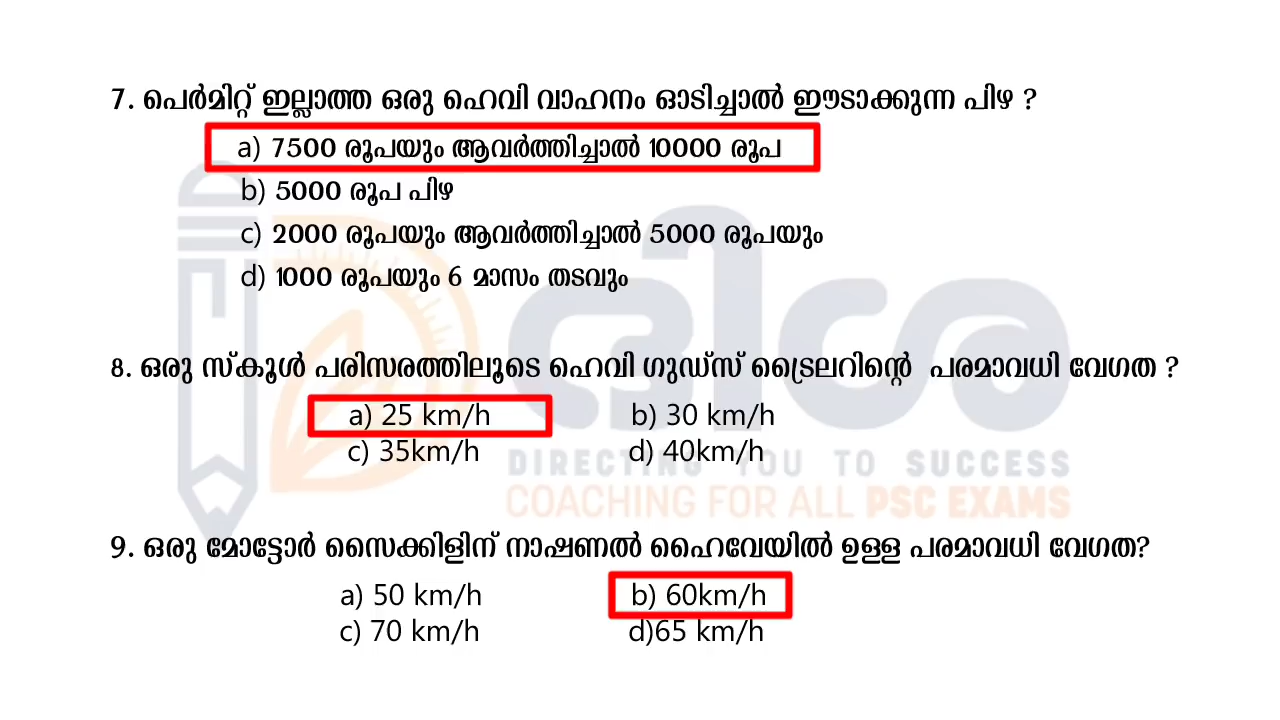 7. പെർമിറ്റ് ഇല്ലാത്ത ഒരു ഹെവി വാഹനം ഓടിച്ചാൽ ഈടാക്കുന്ന പിഴ ?
a) 7500 രൂപയും ആവർത്തിച്ചാൽ 10000 രൂപ
b) 5000 രൂപ പിഴ
c) 2000 രൂപയും ആവർത്തിച്ചാൽ 5000 രൂപയും
d) 1000 രൂപയും 6 മാസം തടവും
ദിശ
8. ഒരു സ്കൂൾ പരിസരത്തിലൂടെ ഹെവി ഗുഡ്സ് ട്രൈലറിന്റെ പരമാവധി വേഗത ?
a) 25 km/h b) 30 km/h
c) 35km/h d) 40km/h
DIRECTING YOU TO SUCCESS
COACHING FOR ALL PSC EXAMS
9. ഒരു മോട്ടോർ സൈക്കിളിന് നാഷണൽ ഹൈവേയിൽ ഉള്ള പരമാവധി വേഗത?
a) 50 km/h b) 60km/h
c) 70 km/h d)65 km/h